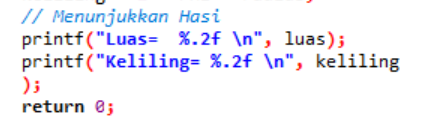 // Menunjukkan Hasi
printf("Luas=  %.2f \n", luas);
printf("Keliling= %.2f \n", keliling
);
return 0;